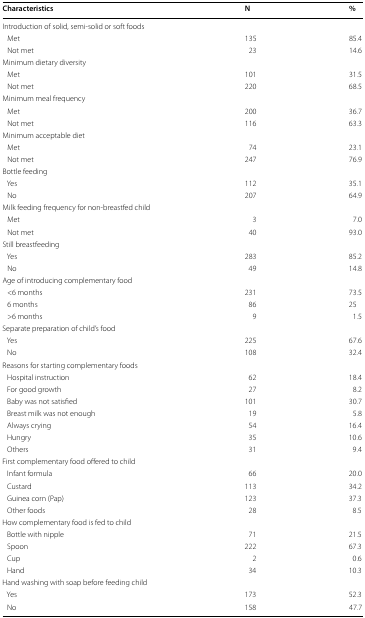 Characteristics N %
Introduction of solid, semi-solid or soft foods
Met 135 85.4
Not met 23 14.6
Minimum dietary diversity
Met 101 31.5
Not met 220 68.5
Minimum meal frequency
Met 200 36.7
Not met 116 63.3
Minimum acceptable diet
Met 74 23.1
Not met 247 76.9
Bottle feeding
Yes 112 35.1
No 207 64.9
Milk feeding frequency for non-breastfed child
Met 3 7.0
Not met 40 93.0
Still breastfeeding
Yes 283 85.2
No 49 14.8
Age of introducing complementary food
<6 months 231 73.5
6 months 86 25
>6 months 9 1.5
Separate preparation of child's food
Yes 225 67.6
No 108 32.4
Reasons for starting complementary foods
Hospital instruction 62 18.4
For good growth 27 8.2
Baby was not satisfied 101 30.7
Breast milk was not enough 19 5.8
Always crying 54 16.4
Hungry 35 10.6
Others 31 9.4
First complementary food offered to child
Infant formula 66 20.0
Custard 113 34.2
Guinea corn (Pap) 123 37.3
Other foods 28 8.5
How complementary food is fed to child
Bottle with nipple 71 21.5
Spoon 222 67.3
Cup 2 0.6
Hand 34 10.3
Hand washing with soap before feeding child
Yes 173 52.3
No 158 47.7